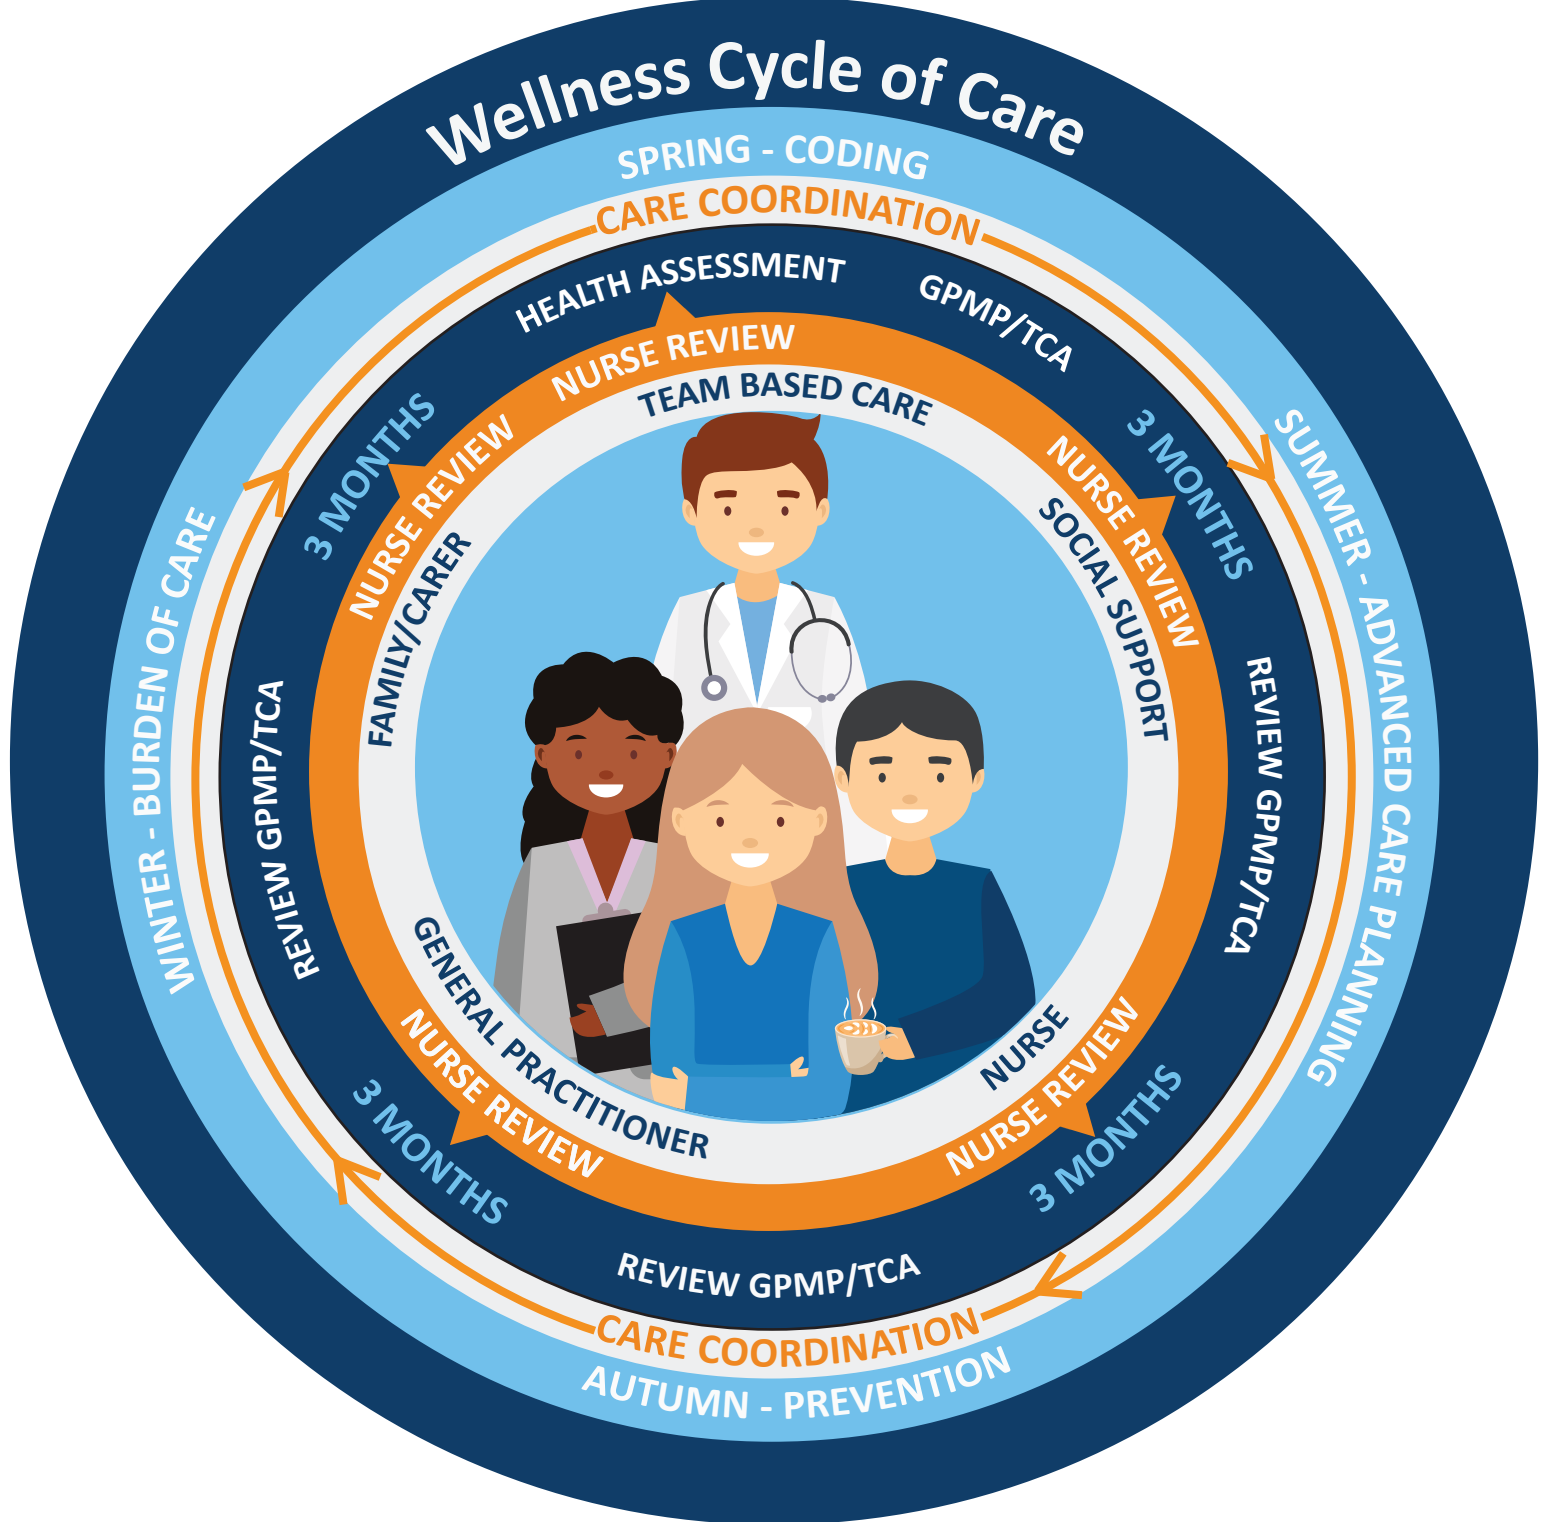 Wellness Cycle of Care
SPRING - CODING
CARE COORDINATION
HEALTH ASSESSMENT
GPMP/TCA
NURSE REVIEW
TEAM BASED CARE
3 MONTHS
NURSE REVIEW
SOCIAL SUPPORT
SUMMER - ADVANCED CARE PLANNING
REVIEW GPMP/TCA
3 MONTHS
NURSE REVIEW
NURSE
REVIEW GPMP/TCA
CARE COORDINATION
AUTUMN - PREVENTION
3 MONTHS
NURSE REVIEW
GENERAL PRACTITIONER
REVIEW GPMP/TCA
WINTER - BURDEN OF CARE
3 MONTHS
NURSE REVIEW
FAMILY/CARER